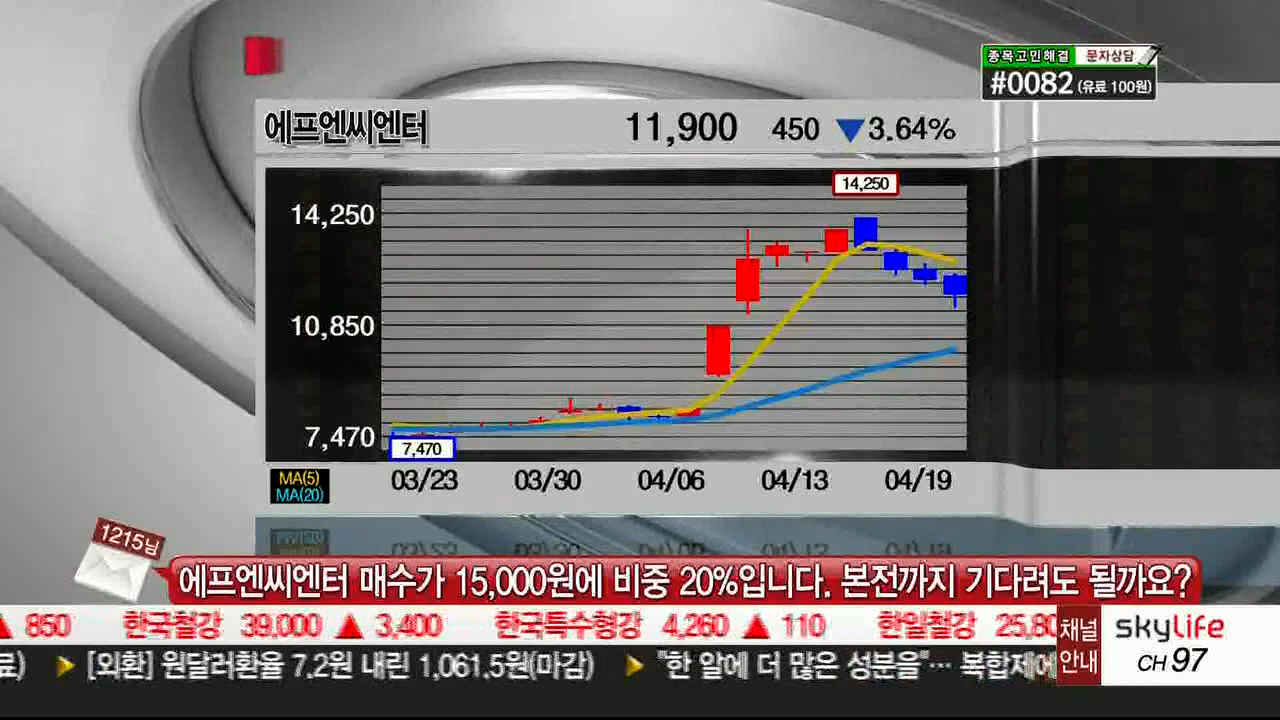 종목고민해결 문자상담 7
#0082 (유료 100원)
에프엔씨엔터 11,900 450 ▼3.64%
14,250
14,250
10,850
7,470
7,470
03/23 03/30 04/06 04/13 04/19
MA(5)
MA(20)
1215님
에프엔씨엔터 매수가 15,000원에 비중 20%입니다. 본전까지 기다려도 될까요?
▲ 850 한국철강 39,000 ▲ 3,400 한국특수형강 4,260 ▲ 110 한일철강 25,80
료) ▶ [외환] 원달러환율 7.2원 내린 1,061.5원(마감) ▶ "한 알에 더 많은 성분을"… 복합제에
채널안내
skylife
CH 97